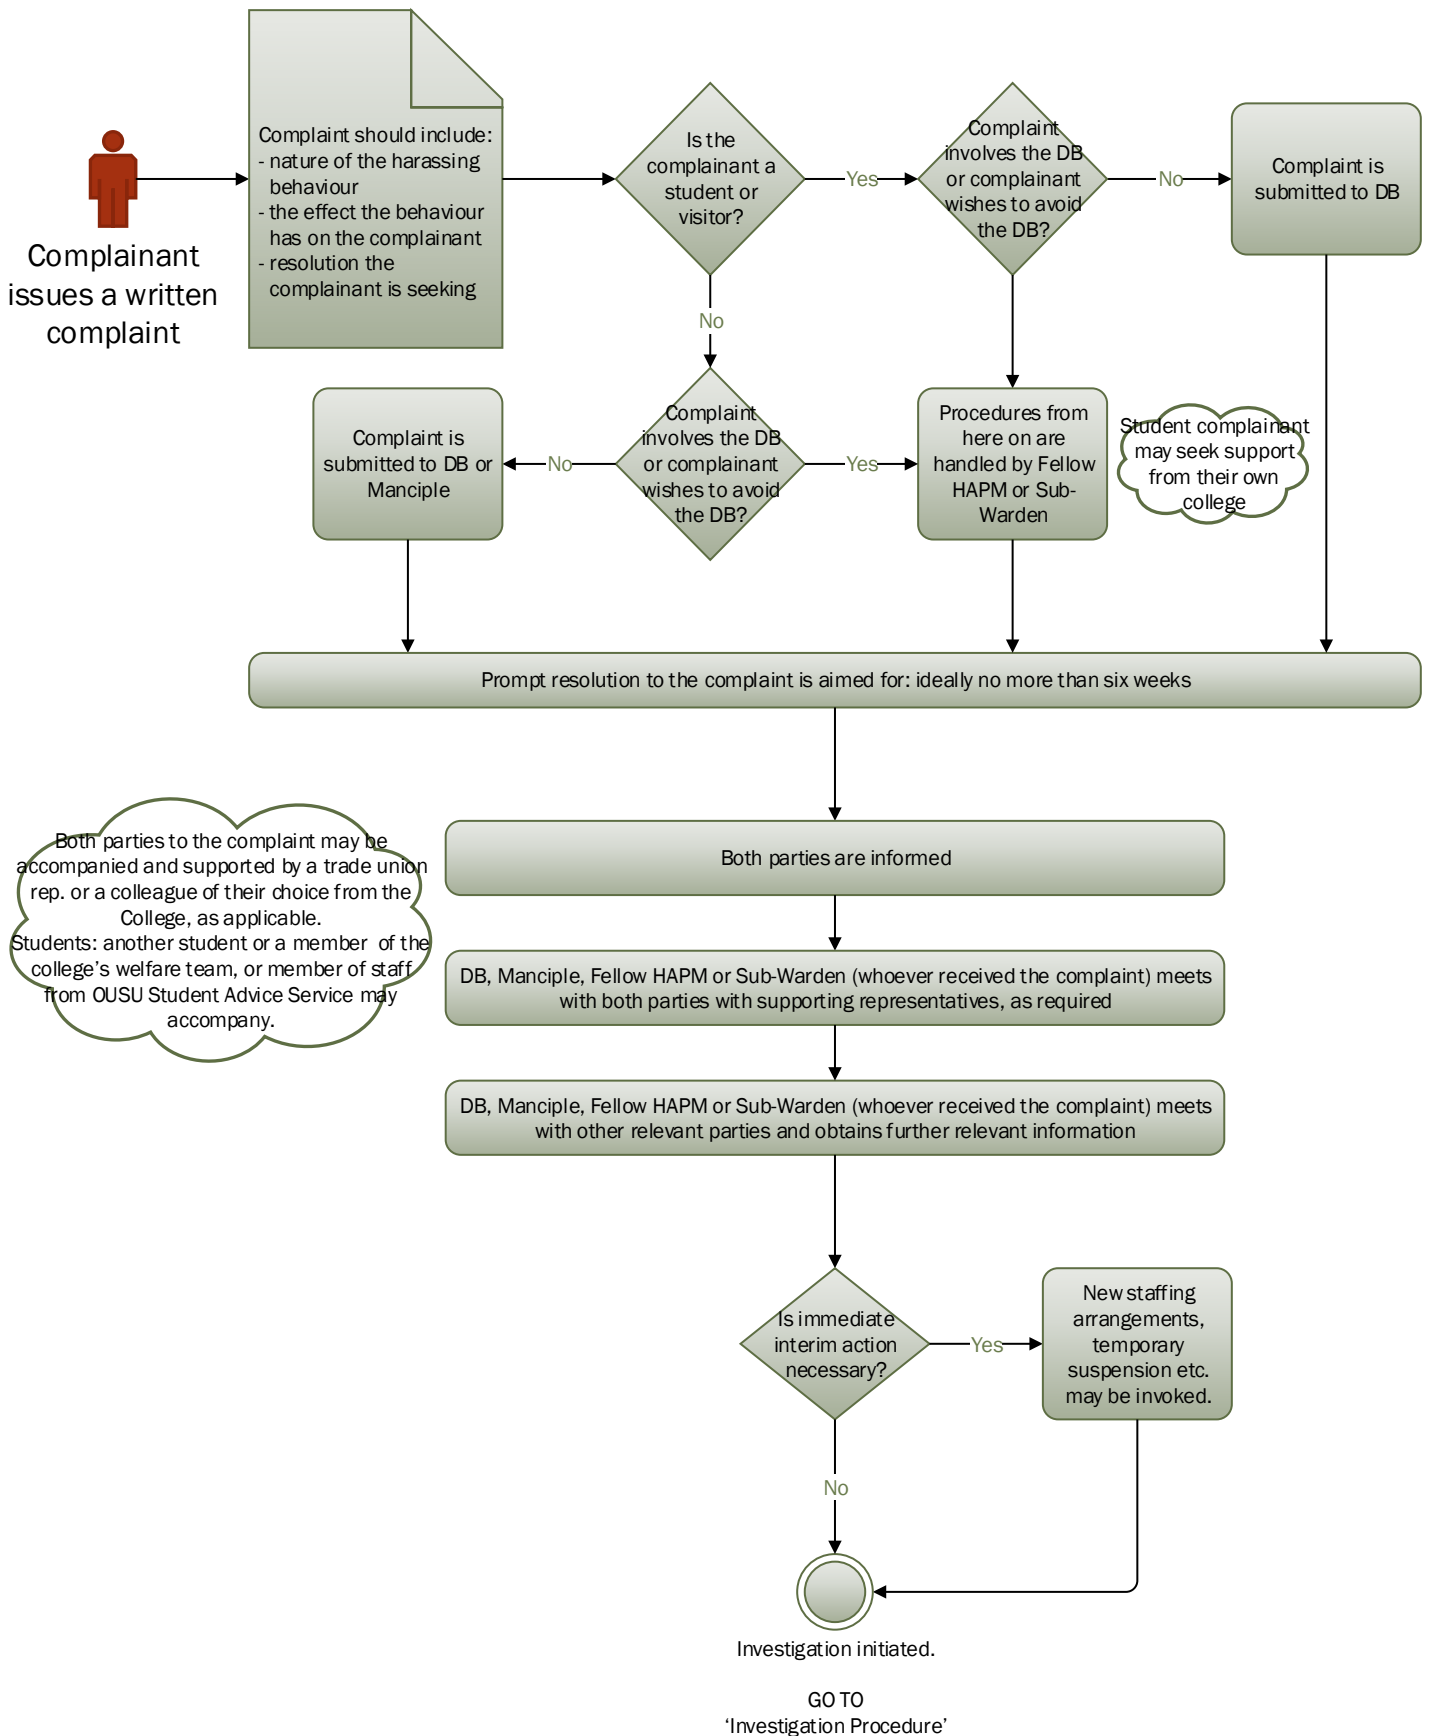 Complainant
issues a written
complaint
Complaint should include:
- nature of the harassing
behaviour
- the effect the behaviour
has on the complainant
- resolution the
complainant is seeking
Is the
complainant a
student or
visitor?
Yes
Complaint
involves the DB
or complainant
wishes to avoid
the DB?
No
Complaint is
submitted to DB
No
Complaint is
submitted to DB or
Manciple
No
Complaint
involves the DB
or complainant
wishes to avoid
the DB?
Yes
Procedures from
here on are
handled by Fellow
HAPM or Sub-
Warden
Student complainant
may seek support
from their own
college
Prompt resolution to the complaint is aimed for: ideally no more than six weeks
Both parties to the complaint may be
accompanied and supported by a trade union
rep. or a colleague of their choice from the
College, as applicable.
Students: another student or a member of the
college's welfare team, or member of staff
from OUSU Student Advice Service may
accompany.
Both parties are informed
DB, Manciple, Fellow HAPM or Sub-Warden (whoever received the complaint) meets
with both parties with supporting representatives, as required
DB, Manciple, Fellow HAPM or Sub-Warden (whoever received the complaint) meets
with other relevant parties and obtains further relevant information
Is immediate
interim action
necessary?
Yes
New staffing
arrangements,
temporary
suspension etc.
may be invoked.
No
Investigation initiated.
GO TO
‘Investigation Procedure’